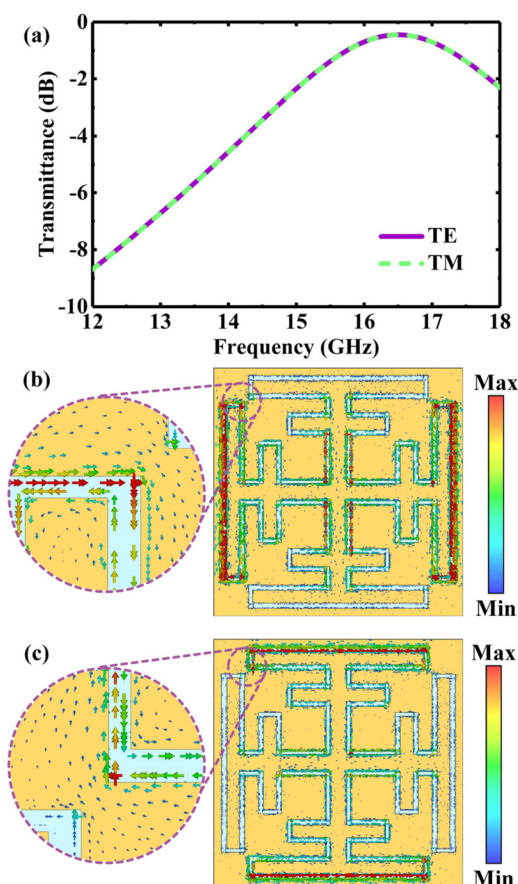 (a)
0
-2
-4
-6
-8
-10
Transmittance (dB)
TE
TM
12 13 14 15 16 17 18
Frequency (GHz)
(b)
Max
Min
(c)
Max
Min